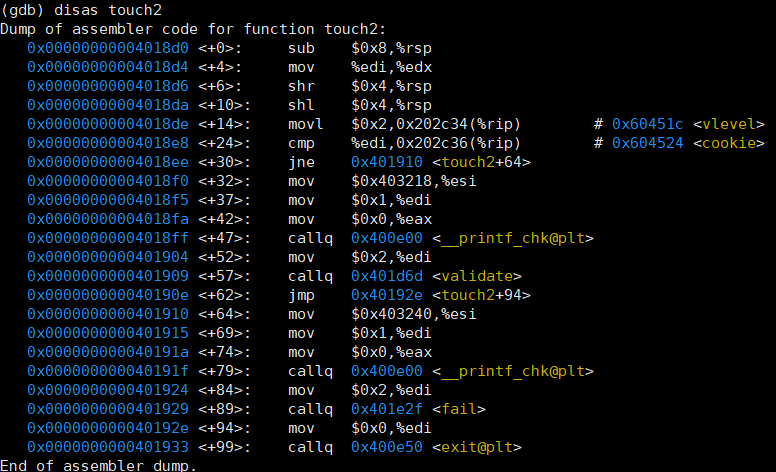 (gdb) disas touch2
Dump of assembler code for function touch2:
   0x00000000004018d0 <+0>:     sub    $0x8,%rsp
   0x00000000004018d4 <+4>:     mov    %edi,%edx
   0x00000000004018d6 <+6>:     shr    $0x4,%rsp
   0x00000000004018da <+10>:    shl    $0x4,%rsp
   0x00000000004018de <+14>:    movl   $0x2,0x202c34(%rip)        # 0x60451c <vlevel>
   0x00000000004018e8 <+24>:    cmp    %edi,0x202c36(%rip)        # 0x604524 <cookie>
   0x00000000004018ee <+30>:    jne    0x401910 <touch2+64>
   0x00000000004018f0 <+32>:    mov    $0x403218,%esi
   0x00000000004018f5 <+37>:    mov    $0x1,%edi
   0x00000000004018fa <+42>:    mov    $0x0,%eax
   0x00000000004018ff <+47>:    callq  0x400e00 <__printf_chk@plt>
   0x0000000000401904 <+52>:    mov    $0x2,%edi
   0x0000000000401909 <+57>:    callq  0x401d6d <validate>
   0x000000000040190e <+62>:    jmp    0x40192e <touch2+94>
   0x0000000000401910 <+64>:    mov    $0x403240,%esi
   0x0000000000401915 <+69>:    mov    $0x1,%edi
   0x000000000040191a <+74>:    mov    $0x0,%eax
   0x000000000040191f <+79>:    callq  0x400e00 <__printf_chk@plt>
   0x0000000000401924 <+84>:    mov    $0x2,%edi
   0x0000000000401929 <+89>:    callq  0x401e2f <fail>
   0x000000000040192e <+94>:    mov    $0x0,%edi
   0x0000000000401933 <+99>:    callq  0x400e50 <exit@plt>
End of assembler dump.